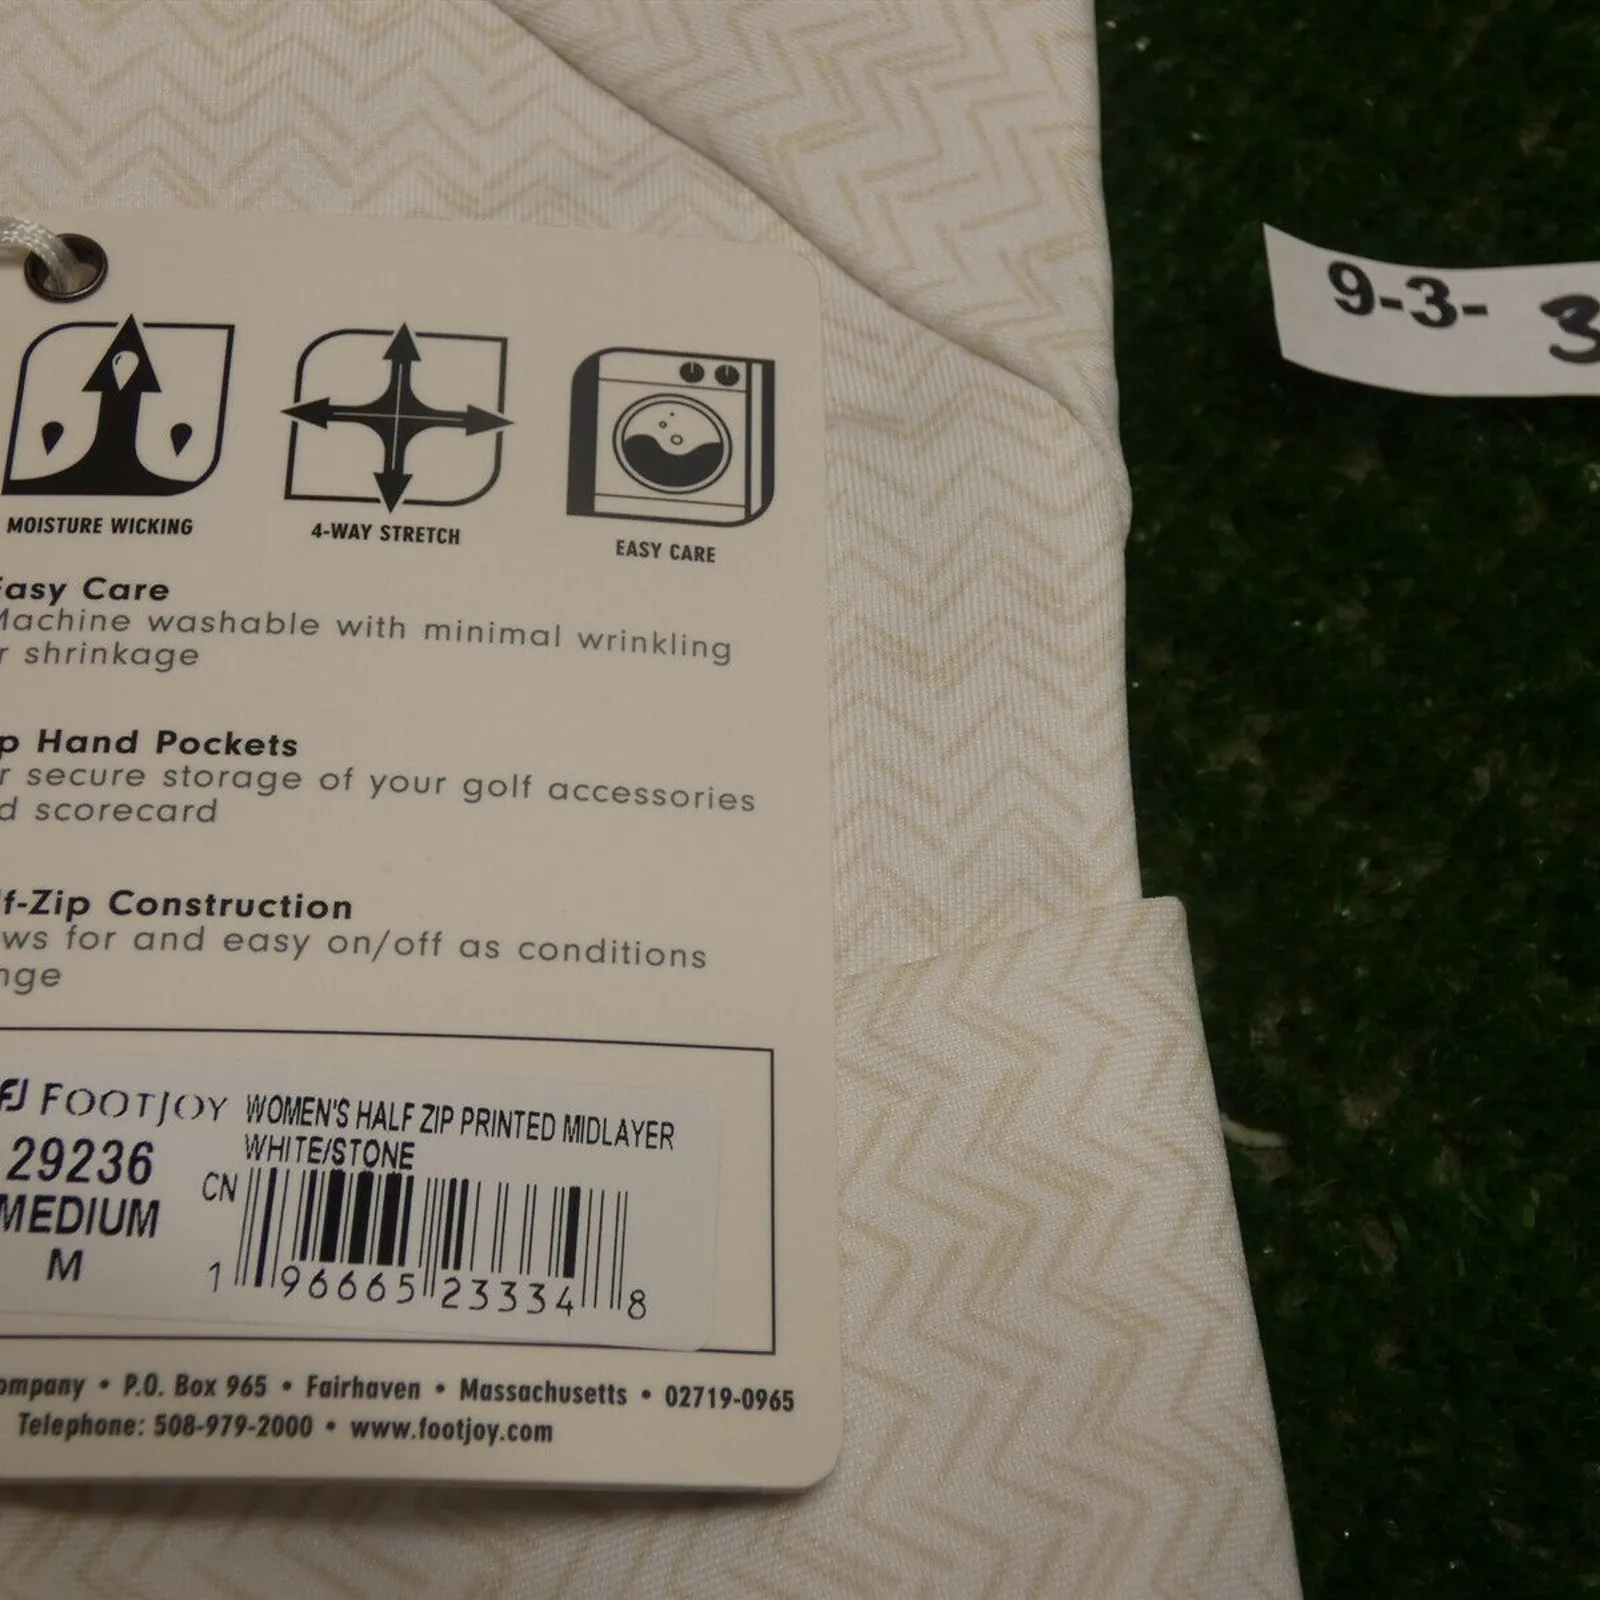 9-3- 3
MOISTURE WICKING
4-WAY STRETCH
EASY CARE
Easy Care
Machine washable with minimal wrinkling
r shrinkage
p Hand Pockets
r secure storage of your golf accessories
d scorecard
lf-Zip Construction
ws for and easy on/off as conditions
nge
FJ FOOTJOY WOMEN'S HALF ZIP PRINTED MIDLAYER
WHITE/STONE
29236
MEDIUM
M
CN
1 96665 23334 8
ompany • P.O. Box 965 • Fairhaven • Massachusetts • 02719-0965
Telephone: 508-979-2000 • www.footjoy.com